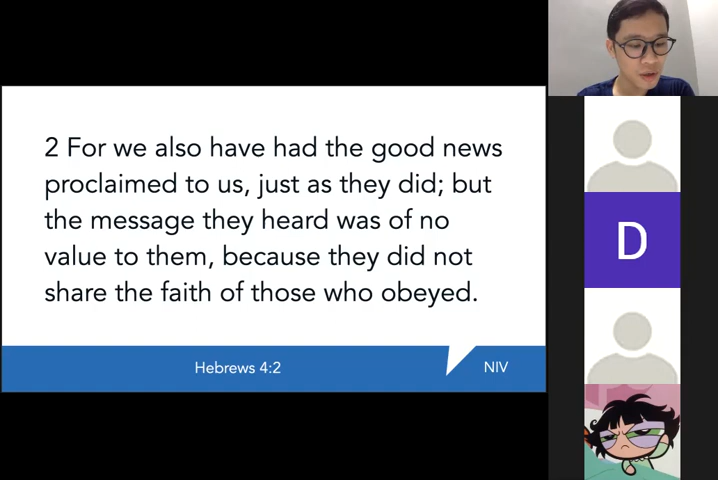 2 For we also have had the good news
proclaimed to us, just as they did; but
the message they heard was of no
value to them, because they did not
share the faith of those who obeyed.
Hebrews 4:2
NIV
D